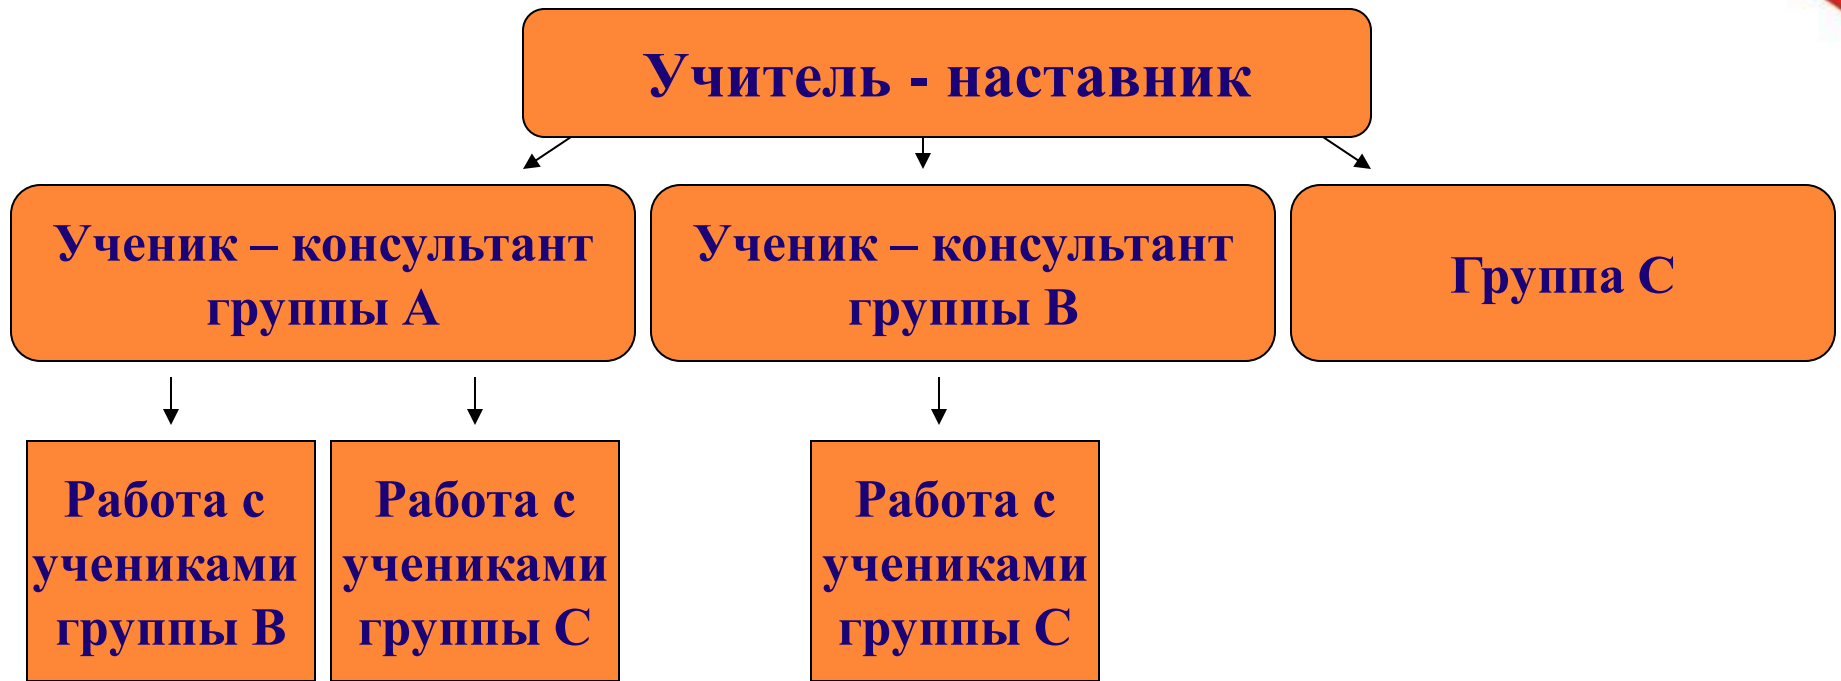 Учитель - наставник
Ученик – консультант
группы А
Ученик – консультант
группы В
Группа С
Работа с
учениками
группы В
Работа с
учениками
группы С
Работа с
учениками
группы С